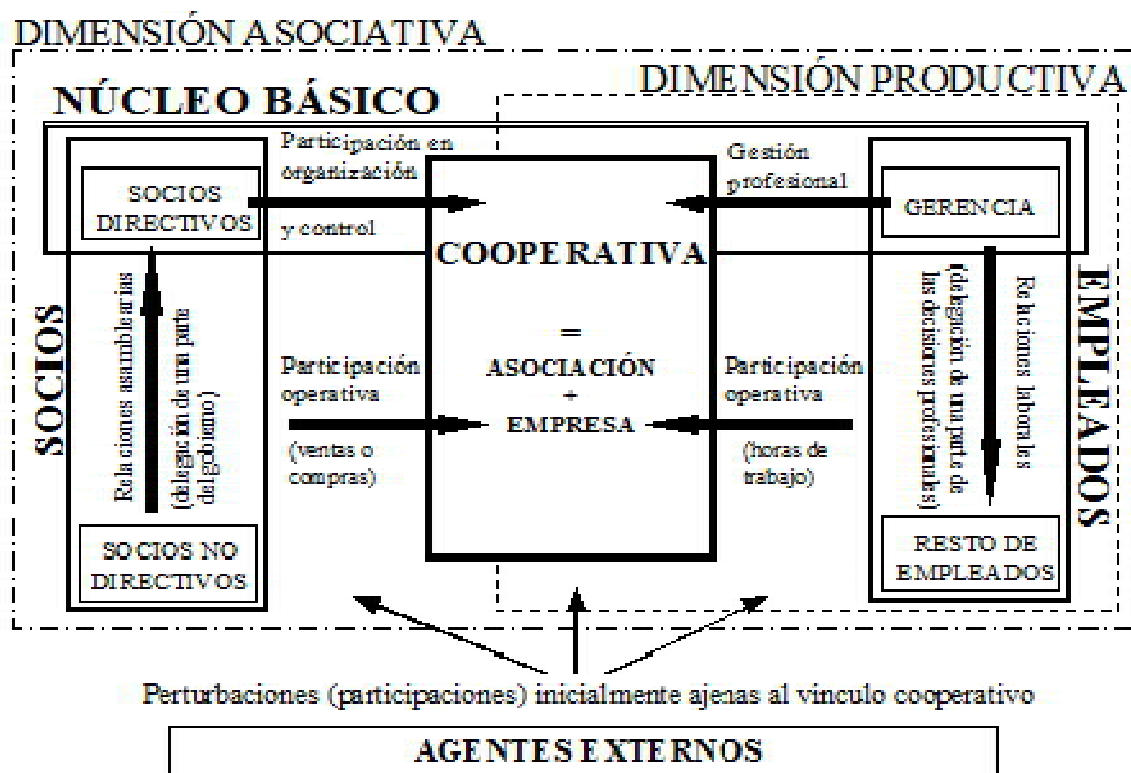 DIMENSIÓN ASOCIATIVA
DIMENSIÓN PRODUCTIVA
NÚCLEO BÁSICO
Participación en
organización
y control
Gestión
profesional
SOCIOS
DIRECTIVOS
GERENCIA
COOPERATIVA
=
ASOCIACIÓN
+
EMPRESA
SOCIOS
Relaciones asamblearias
(delegación de una parte
del gobierno)
Participación
operativa
(ventas o
compras)
Participación
operativa
(horas de
trabajo)
Relaciones laborales
(delegación de una parte de
las decisiones profesionales)
EMPLEADOS
SOCIOS NO
DIRECTIVOS
RESTO DE
EMPLEADOS
Perturbaciones (participaciones) inicialmente ajenas al vínculo cooperativo
AGENTES EXTERNOS